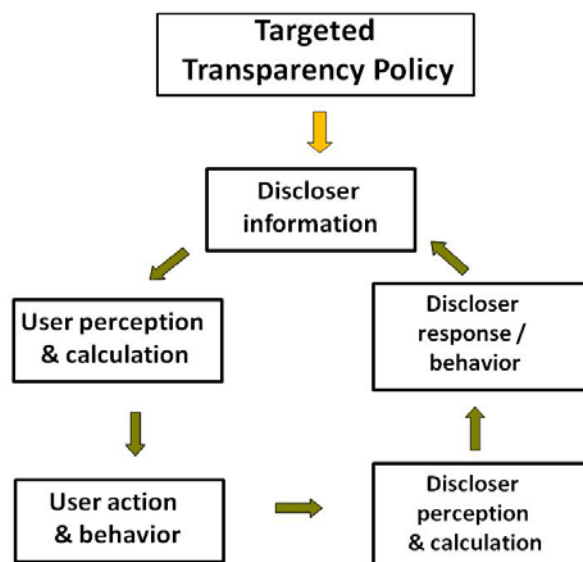 Targeted
Transparency Policy
Discloser
information
User perception
& calculation
Discloser
response /
behavior
User action
& behavior
Discloser
perception
& calculation